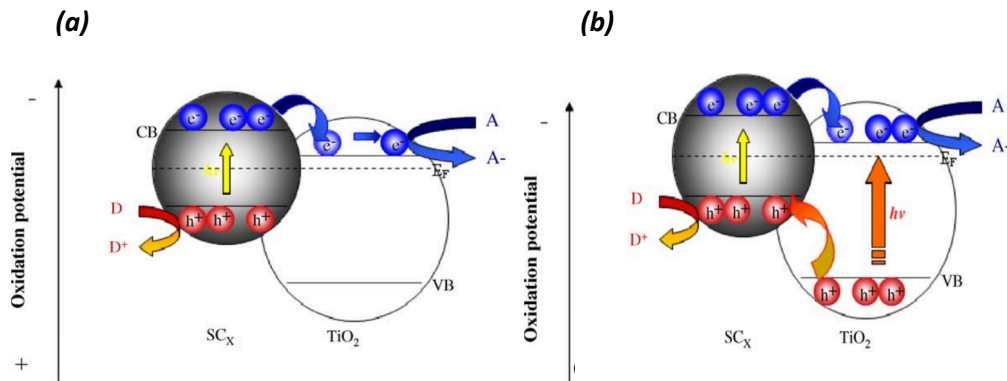 (a)
-
Oxidation potential
+
CB
e- e- e-
hν
h+ h+ h+
D
D+
e- e-
A
A-
EF
VB
SCX
TiO2
(b)
-
Oxidation potential
CB
e- e- e-
hν
h+ h+ h+
D
D+
e- e- e-
A
A-
EF
hν
VB
h+ h+ h+
SCX
TiO2